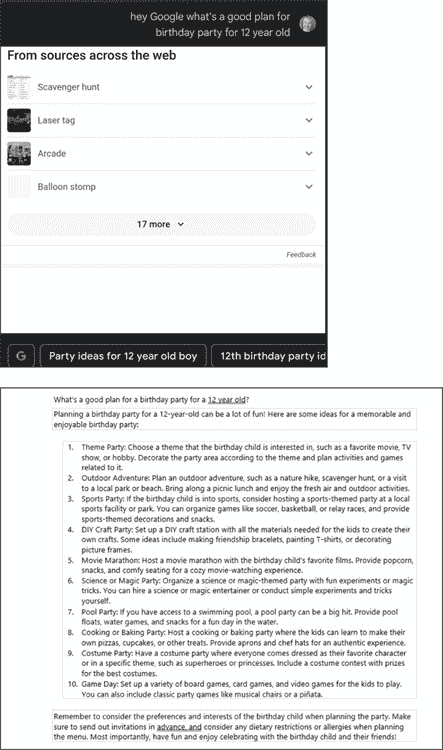 hey Google what's a good plan for
birthday party for 12 year old
From sources across the web
Scavenger hunt
Laser tag
Arcade
Balloon stomp
17 more
Feedback
G
Party ideas for 12 year old boy
12th birthday party id
What's a good plan for a birthday party for a 12 year old?
Planning a birthday party for a 12-year-old can be a lot of fun! Here are some ideas for a memorable and
enjoyable birthday party:
1. Theme Party: Choose a theme that the birthday child is interested in, such as a favorite movie, TV
show, or hobby. Decorate the party area according to the theme and plan activities and games
related to it.
2. Outdoor Adventure: Plan an outdoor adventure, such as a nature hike, scavenger hunt, or a visit
to a local park or beach. Bring along a picnic lunch and enjoy the fresh air and outdoor activities.
3. Sports Party: If the birthday child is into sports, consider hosting a sports-themed party at a local
sports facility or park. You can organize games like soccer, basketball, or relay races, and provide
sports-themed decorations and snacks.
4. DIY Craft Party: Set up a DIY craft station with all the materials needed for the kids to create their
own crafts. Some ideas include making friendship bracelets, painting T-shirts, or decorating
picture frames.
5. Movie Marathon: Host a movie marathon with the birthday child's favorite films. Provide popcorn,
snacks, and comfy seating for a cozy movie-watching experience.
6. Science or Magic Party: Organize a science or magic-themed party with fun experiments or magic
tricks. You can hire a science or magic entertainer or conduct simple experiments and tricks
yourself.
7. Pool Party: If you have access to a swimming pool, a pool party can be a big hit. Provide pool
floats, water games, and snacks for a fun day in the water.
8. Cooking or Baking Party: Host a cooking or baking party where the kids can learn to make their
own pizzas, cupcakes, or other treats. Provide aprons and chef hats for an authentic experience.
9. Costume Party: Have a costume party where everyone comes dressed as their favorite character
or in a specific theme, such as superheroes or princesses. Include a costume contest with prizes
for the best costumes.
10. Game Day: Set up a variety of board games, card games, and video games for the kids to play.
You can also include classic party games like musical chairs or a piñata.
Remember to consider the preferences and interests of the birthday child when planning the party. Make
sure to send out invitations in advance, and consider any dietary restrictions or allergies when planning
the menu. Most importantly, have fun and enjoy celebrating with the birthday child and their friends!